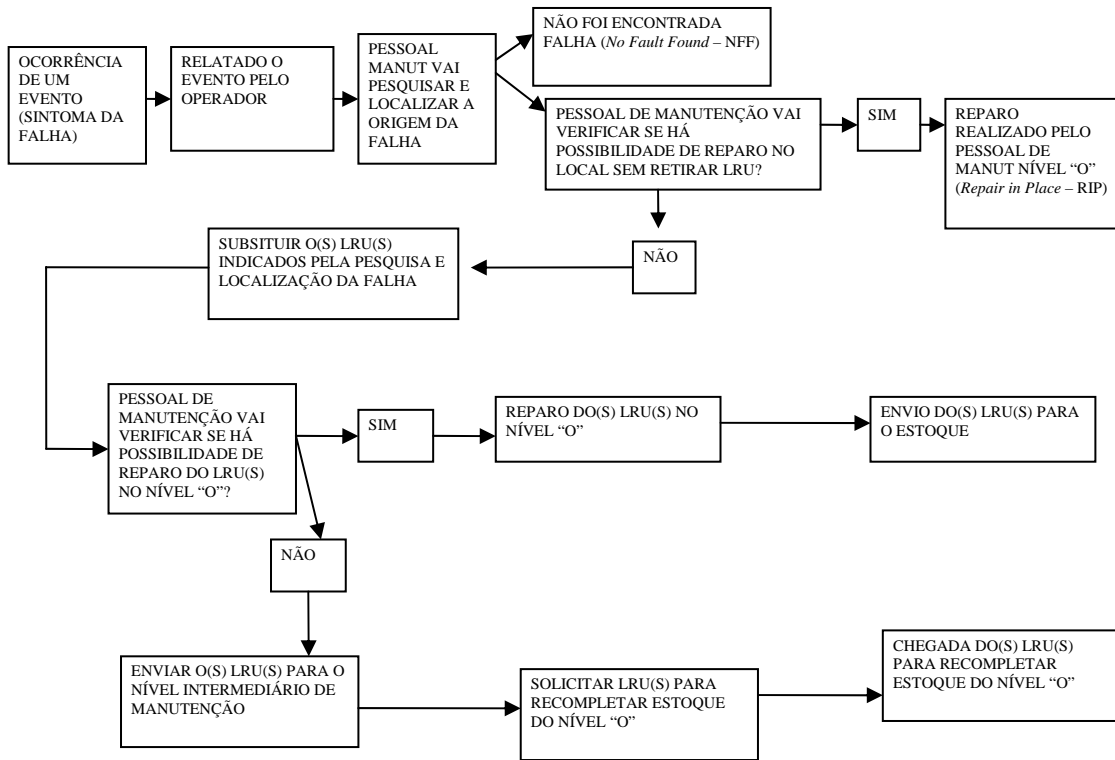 OCORRÊNCIA
DE UM
EVENTO
(SINTOMA DA
FALHA)
RELATADO O
EVENTO PELO
OPERADOR
PESSOAL
MANUT VAI
PESQUISAR E
LOCALIZAR A
ORIGEM DA
FALHA
NÃO FOI ENCONTRADA
FALHA (No Fault Found – NFF)
PESSOAL DE MANUTENÇÃO VAI
VERIFICAR SE HÁ
POSSIBILIDADE DE REPARO NO
LOCAL SEM RETIRAR LRU?
SIM
REPARO
REALIZADO PELO
PESSOAL DE
MANUT NÍVEL “O”
(Repair in Place – RIP)
NÃO
SUBSITUIR O(S) LRU(S)
INDICADOS PELA PESQUISA E
LOCALIZAÇÃO DA FALHA
PESSOAL DE
MANUTENÇÃO VAI
VERIFICAR SE HÁ
POSSIBILIDADE DE
REPARO DO LRU(S)
NO NÍVEL “O”?
SIM
REPARO DO(S) LRU(S) NO
NÍVEL “O”
ENVIO DO(S) LRU(S) PARA
O ESTOQUE
NÃO
ENVIAR O(S) LRU(S) PARA O
NÍVEL INTERMEDIÁRIO DE
MANUTENÇÃO
SOLICITAR LRU(S) PARA
RECOMPLETAR ESTOQUE
DO NÍVEL “O”
CHEGADA DO(S) LRU(S)
PARA RECOMPLETAR
ESTOQUE DO NÍVEL “O”